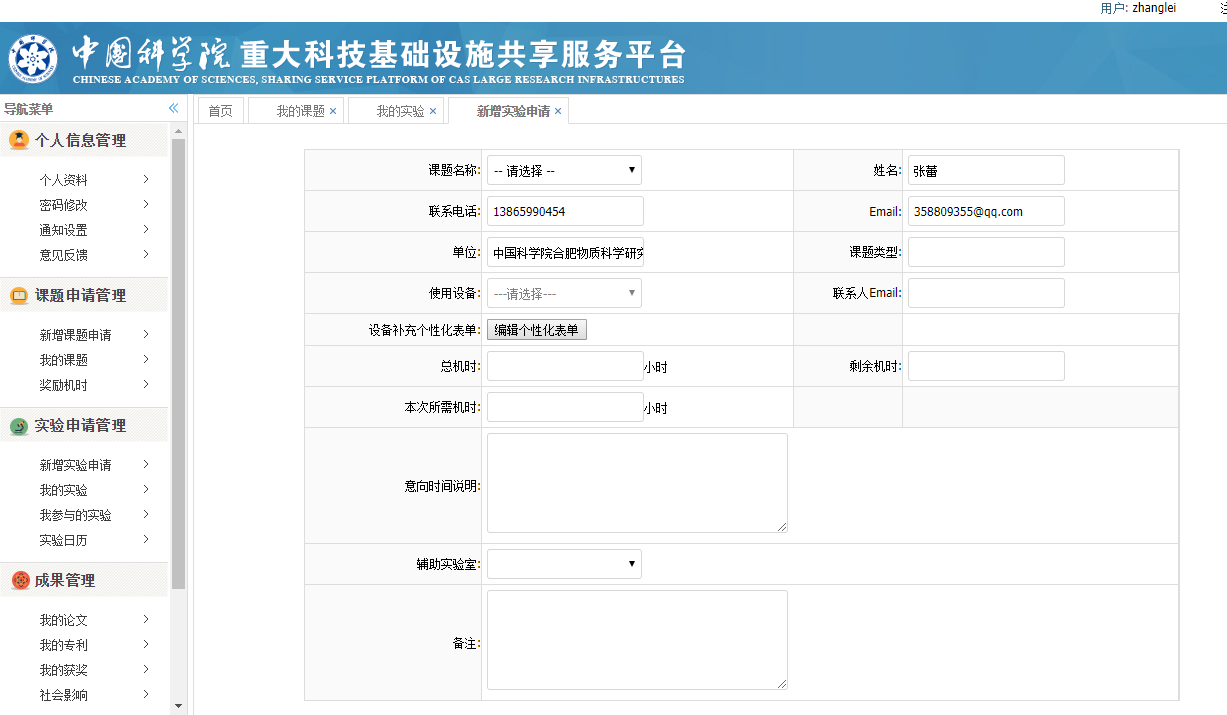 用户: zhanglei
中国科学院 重大科技基础设施共享服务平台
CHINESE ACADEMY OF SCIENCES, SHARING SERVICE PLATFORM OF CAS LARGE RESEARCH INFRASTRUCTURES
导航菜单
首页 我的课题 × 我的实验 × 新增实验申请 ×
个人信息管理
个人资料
密码修改
通知设置
意见反馈
课题申请管理
新增课题申请
我的课题
奖励机时
实验申请管理
新增实验申请
我的实验
我参与的实验
实验日历
成果管理
我的论文
我的专利
我的获奖
社会影响
课题名称: -- 请选择 -- 姓名: 张蕾
联系电话: 13865990454 Email: 358809355@qq.com
单位: 中国科学院合肥物质科学研究 课题类型:
使用设备: ---请选择--- 联系人Email:
设备补充个性化表单: 编辑个性化表单
总机时: 小时 剩余机时:
本次所需机时: 小时
意向时间说明:
辅助实验室:
备注: